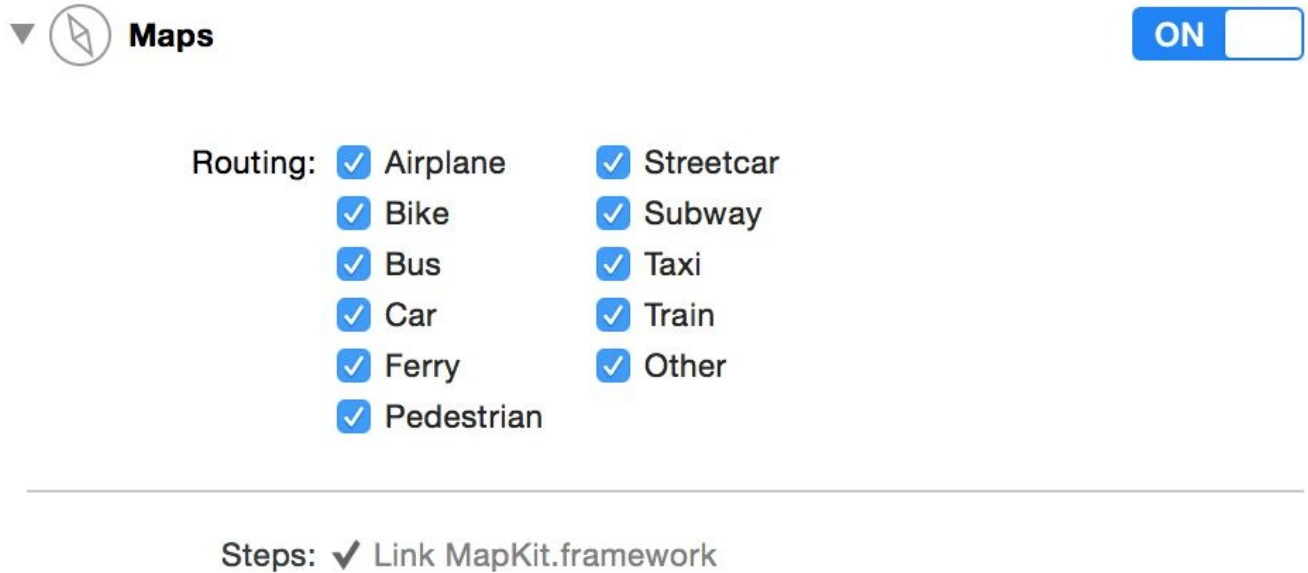 Maps
ON
Routing:
Airplane
Streetcar
Bike
Subway
Bus
Taxi
Car
Train
Ferry
Other
Pedestrian
Steps: Link MapKit.framework